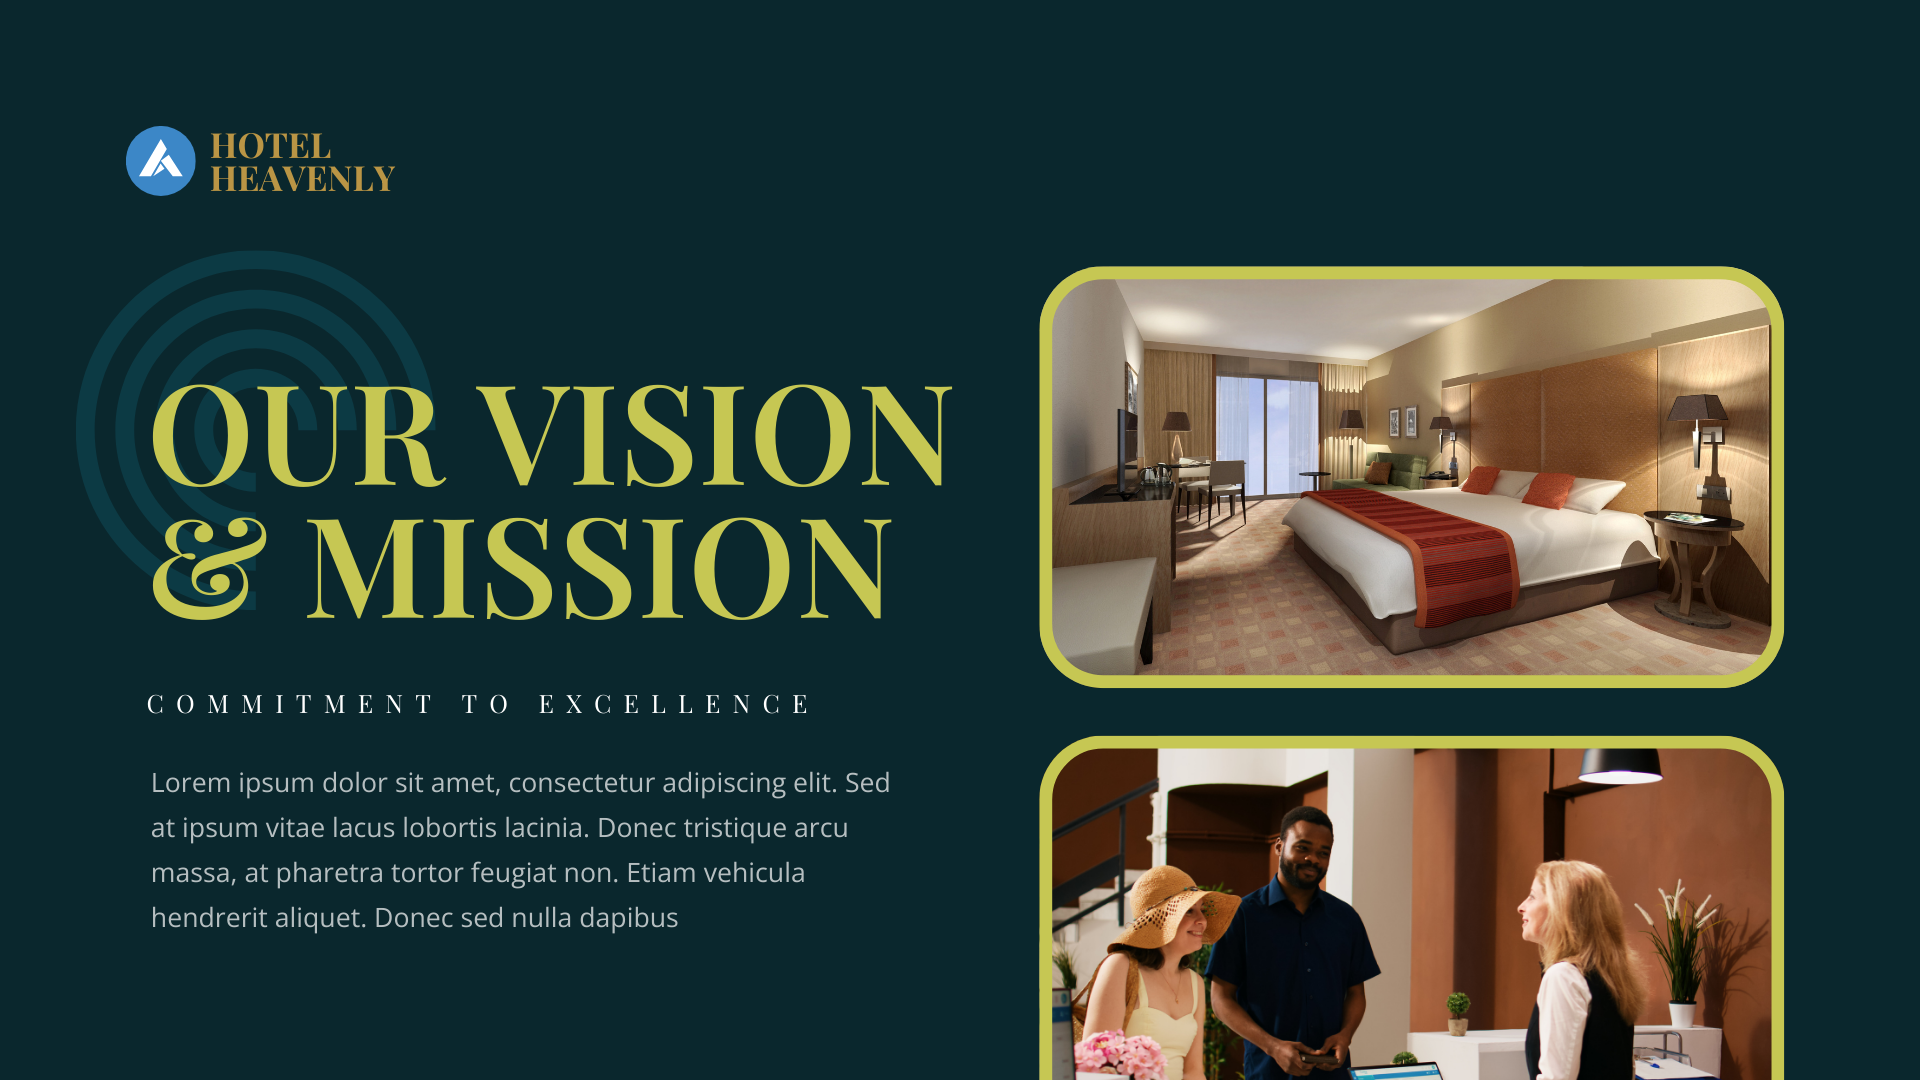 HOTEL
HEAVENLY
OUR VISION
& MISSION
COMMITMENT TO EXCELLENCE
Lorem ipsum dolor sit amet, consectetur adipiscing elit. Sed
at ipsum vitae lacus lobortis lacinia. Donec tristique arcu
massa, at pharetra tortor feugiat non. Etiam vehicula
hendrerit aliquet. Donec sed nulla dapibus